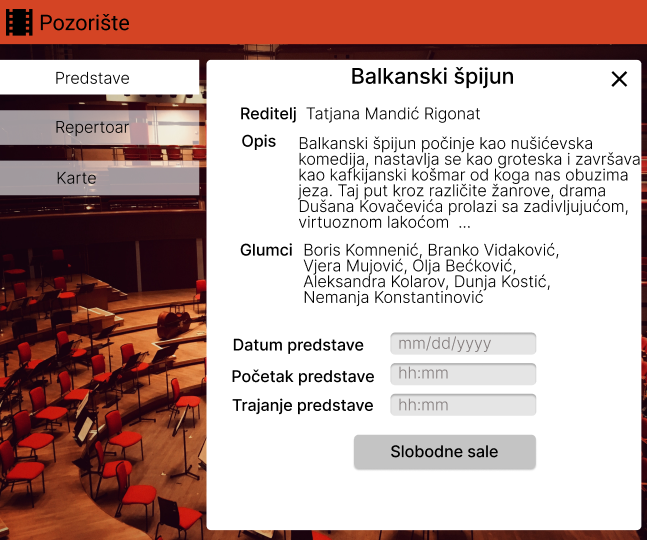 Pozorište
Predstave
Repertoar
Karte
Balkanski špijun
Reditelj Tatjana Mandić Rigonat
Opis Balkanski špijun počinje kao nušićevska
komedija, nastavlja se kao groteska i završava
kao kafkijanski košmar od koga nas obuzima
jeza. Taj put kroz različite žanrove, drama
Dušana Kovačevića prolazi sa zadivljujućom,
virtuoznom lakoćom ...
Glumci Boris Komnenić, Branko Vidaković,
Vjera Mujović, Olja Bećković,
Aleksandra Kolarov, Dunja Kostić,
Nemanja Konstantinović
Datum predstave mm/dd/yyyy
Početak predstave hh:mm
Trajanje predstave hh:mm
Slobodne sale